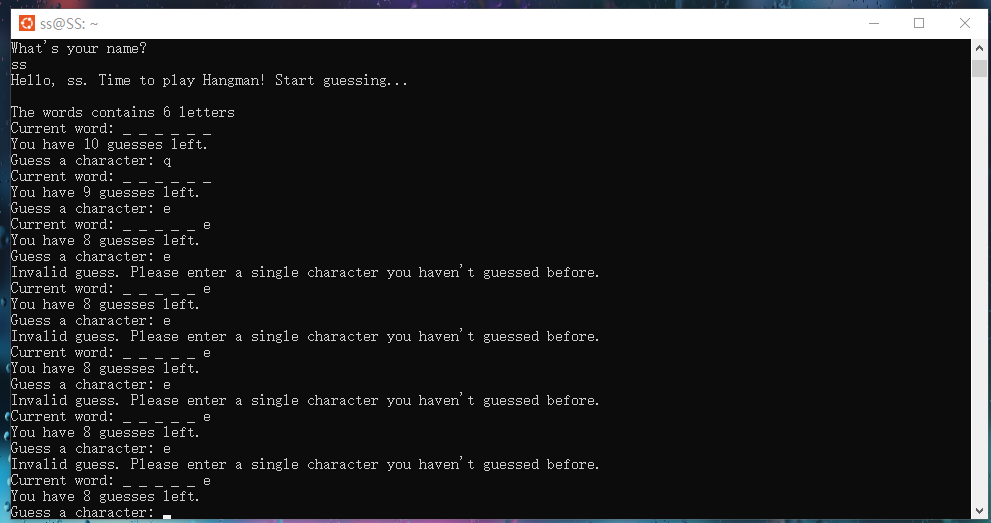 ss@SS: ~
What's your name?
ss
Hello, ss. Time to play Hangman! Start guessing...
The words contains 6 letters
Current word: _ _ _ _ _ _
You have 10 guesses left.
Guess a character: q
Current word: _ _ _ _ _ _
You have 9 guesses left.
Guess a character: e
Current word: _ _ _ _ _ e
You have 8 guesses left.
Guess a character: e
Invalid guess. Please enter a single character you haven't guessed before.
Current word: _ _ _ _ _ e
You have 8 guesses left.
Guess a character: e
Invalid guess. Please enter a single character you haven't guessed before.
Current word: _ _ _ _ _ e
You have 8 guesses left.
Guess a character: e
Invalid guess. Please enter a single character you haven't guessed before.
Current word: _ _ _ _ _ e
You have 8 guesses left.
Guess a character: e
Invalid guess. Please enter a single character you haven't guessed before.
Current word: _ _ _ _ _ e
You have 8 guesses left.
Guess a character: